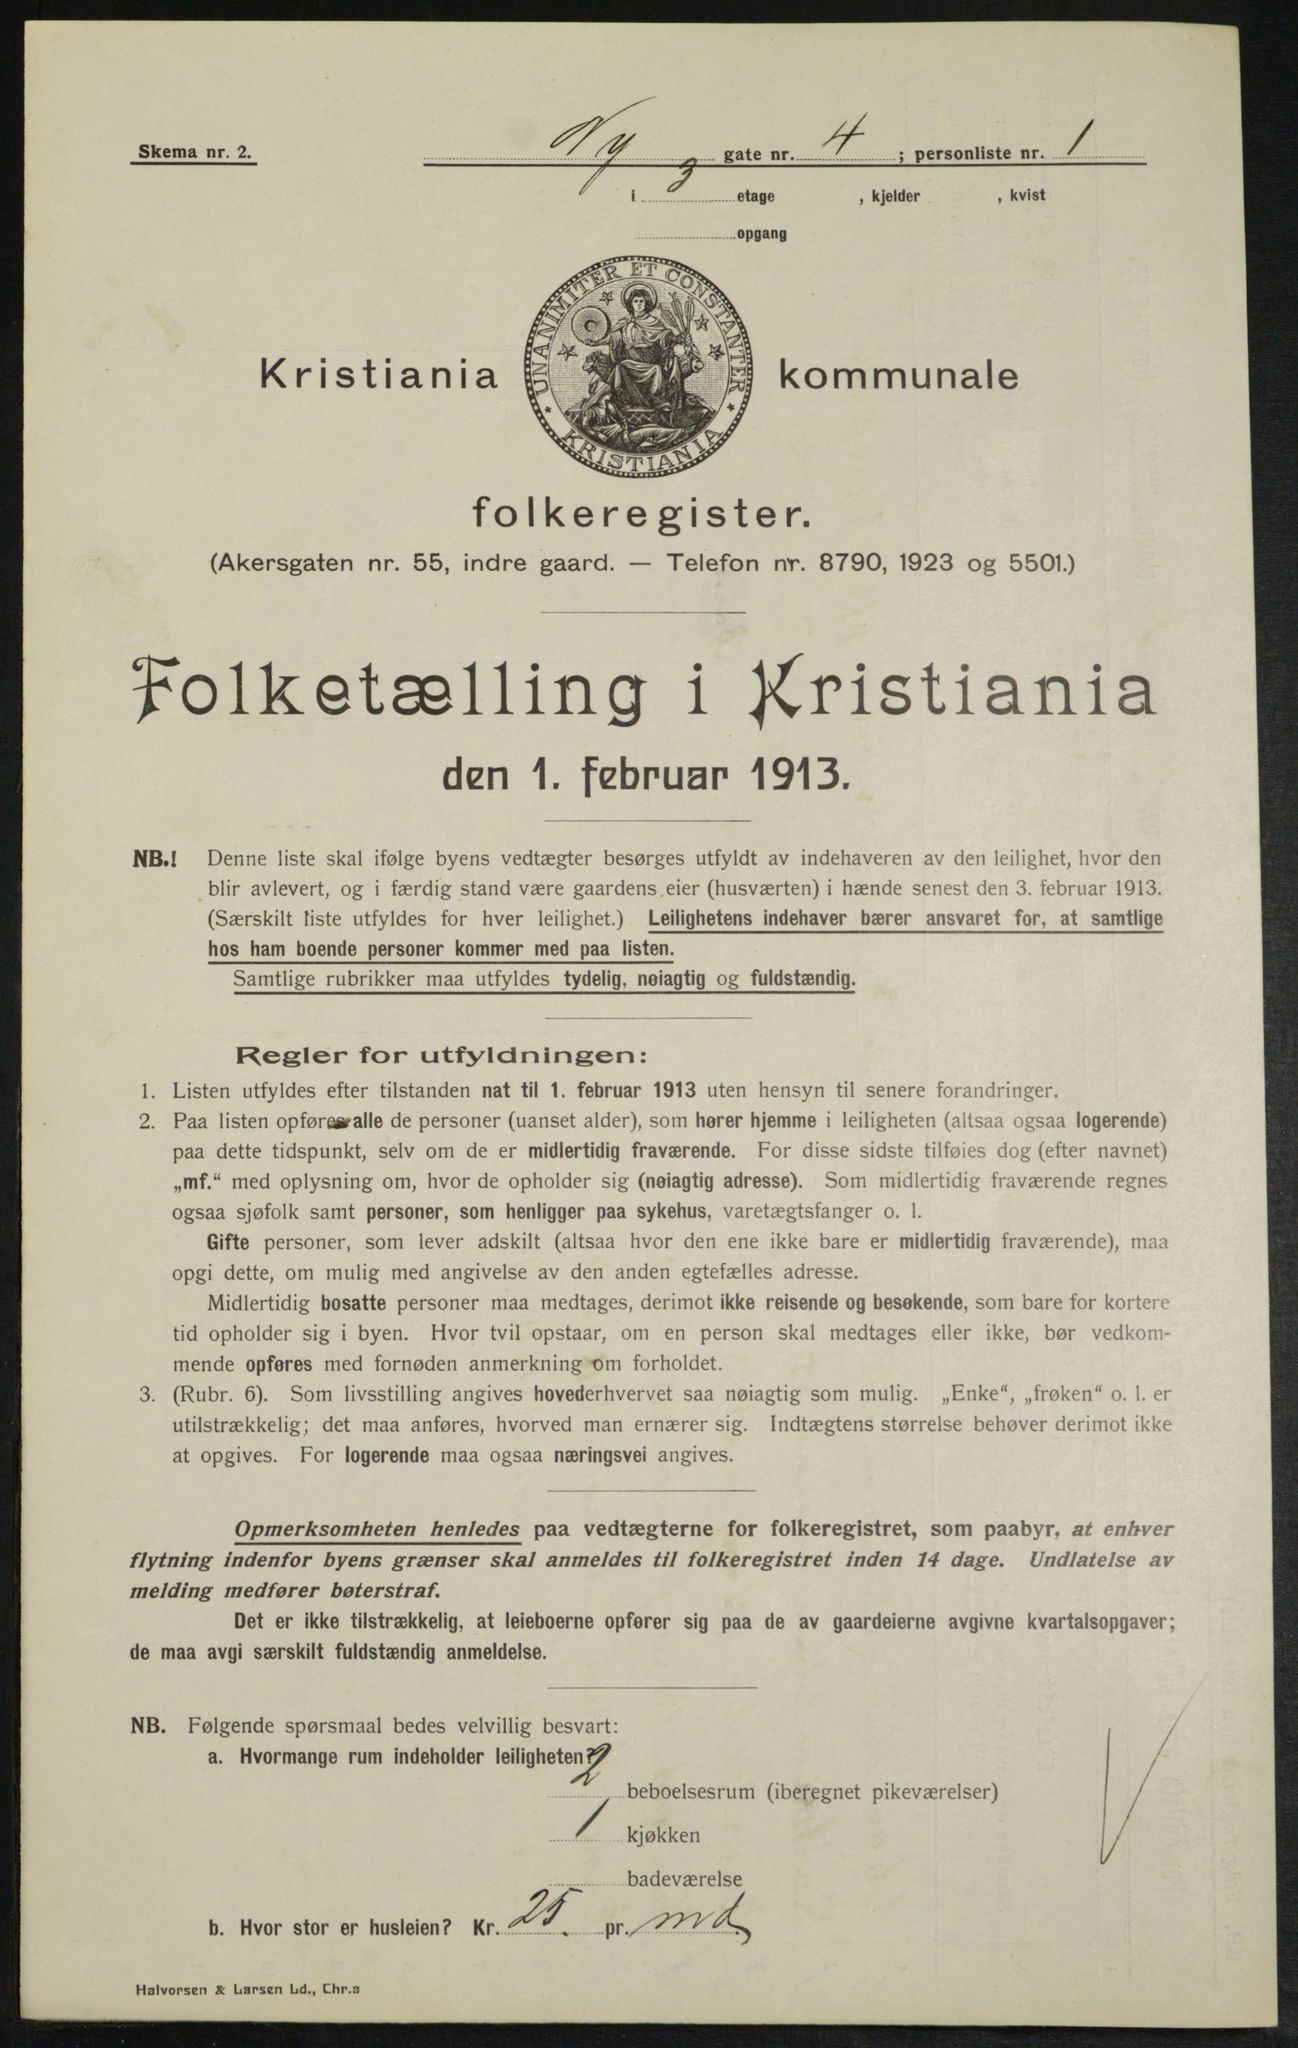 Skema nr. 2.
Ny gate nr. 4 ; personliste nr. 1
i 3 etage , kjelder , kvist
opgang
UNANIMITER ET CONSTANTER
KRISTIANIA
Kristiania kommunale
folkeregister.
(Akersgaten nr. 55, indre gaard. — Telefon nr. 8790, 1923 og 5501.)
Folketælling i Kristiania
den 1. februar 1913.
NB.! Denne liste skal ifølge byens vedtægter besørges utfyldt av indehaveren av den leilighet, hvor den
blir avlevert, og i færdig stand være gaardens eier (husværten) i hænde senest den 3. februar 1913.
(Særskilt liste utfyldes for hver leilighet.) Leilighetens indehaver bærer ansvaret for, at samtlige
hos ham boende personer kommer med paa listen.
Samtlige rubrikker maa utfyldes tydelig, nøiagtig og fuldstændig.
Regler for utfyldningen:
1. Listen utfyldes efter tilstanden nat til 1. februar 1913 uten hensyn til senere forandringer.
2. Paa listen opføres alle de personer (uanset alder), som hører hjemme i leiligheten (altsaa ogsaa logerende)
paa dette tidspunkt, selv om de er midlertidig fraværende. For disse sidste tilføies dog (efter navnet)
„mf.“ med oplysning om, hvor de opholder sig (nøiagtig adresse). Som midlertidig fraværende regnes
ogsaa sjøfolk samt personer, som henligger paa sykehus, varetægtsfanger o. l.
Gifte personer, som lever adskilt (altsaa hvor den ene ikke bare er midlertidig fraværende), maa
opgi dette, om mulig med angivelse av den anden egtefælles adresse.
Midlertidig bosatte personer maa medtages, derimot ikke reisende og besøkende, som bare for kortere
tid opholder sig i byen. Hvor tvil opstaar, om en person skal medtages eller ikke, bør vedkom-
mende opføres med fornøden anmerkning om forholdet.
3. (Rubr. 6). Som livsstilling angives hovederhvervet saa nøiagtig som mulig. „Enke“, „frøken“ o. l. er
utilstrækkelig; det maa anføres, hvorved man ernærer sig. Indtægtens størrelse behøver derimot ikke
at opgives. For logerende maa ogsaa næringsvei angives.
Opmerksomheten henledes paa vedtægterne for folkeregistret, som paabyr, at enhver
flytning indenfor byens grænser skal anmeldes til folkeregistret inden 14 dage. Undlatelse av
melding medfører bøterstraf.
Det er ikke tilstrækkelig, at leieboerne opfører sig paa de av gaardeierne avgivne kvartalsopgaver;
de maa avgi særskilt fuldstændig anmeldelse.
NB. Følgende spørsmaal bedes velvillig besvart:
a. Hvormange rum indeholder leiligheten?
2 beboelsesrum (iberegnet pikeværelser)
1 kjøkken
badeværelse
b. Hvor stor er husleien? Kr. 25. pr. md.
Halvorsen & Larsen Ld., Chr.a